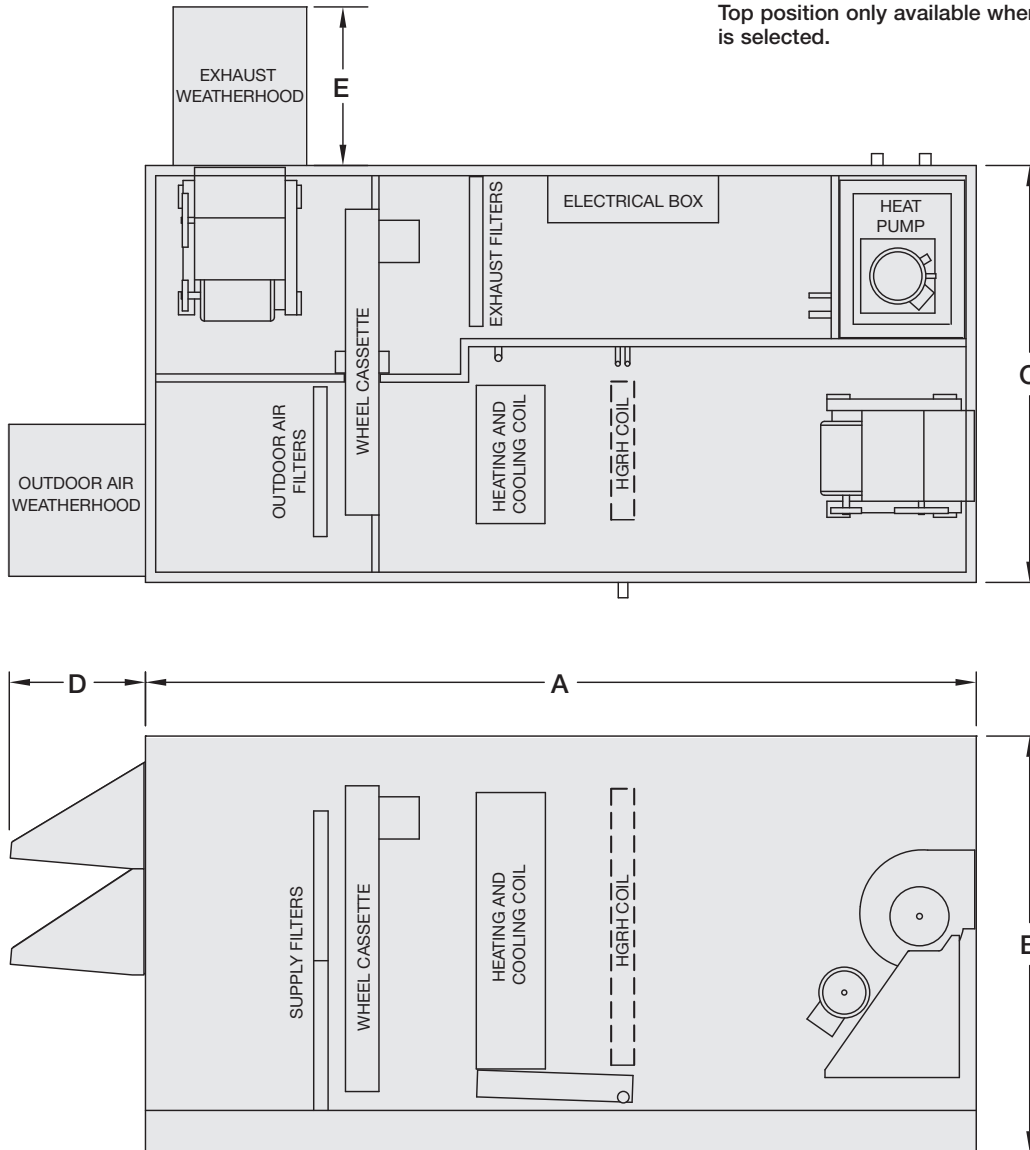 Top position only available when
is selected.
EXHAUST
WEATHERHOOD
E
EXHAUST FILTERS
ELECTRICAL BOX
HEAT
PUMP
WHEEL CASSETTE
OUTDOOR AIR
FILTERS
HEATING AND
COOLING COIL
HGRH COIL
OUTDOOR AIR
WEATHERHOOD
D
A
SUPPLY FILTERS
WHEEL CASSETTE
HEATING AND
COOLING COIL
HGRH COIL